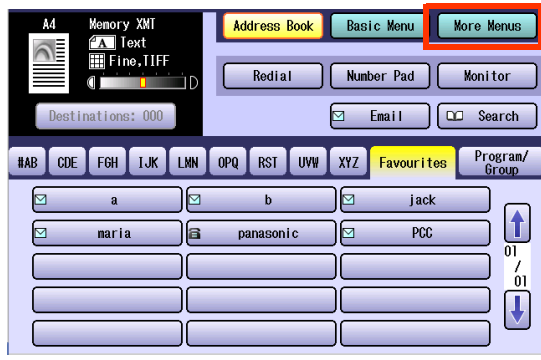 A4 Memory XMT Address Book Basic Menu More Menus
A Text
Fine,TIFF
Redial Number Pad Monitor
D
Destinations: 000 Email Search
#AB CDE FGH IJK LMN OPQ RST UVW XYZ Favourites Program/
Group
a b jack
maria panasonic PCC
01
/
01